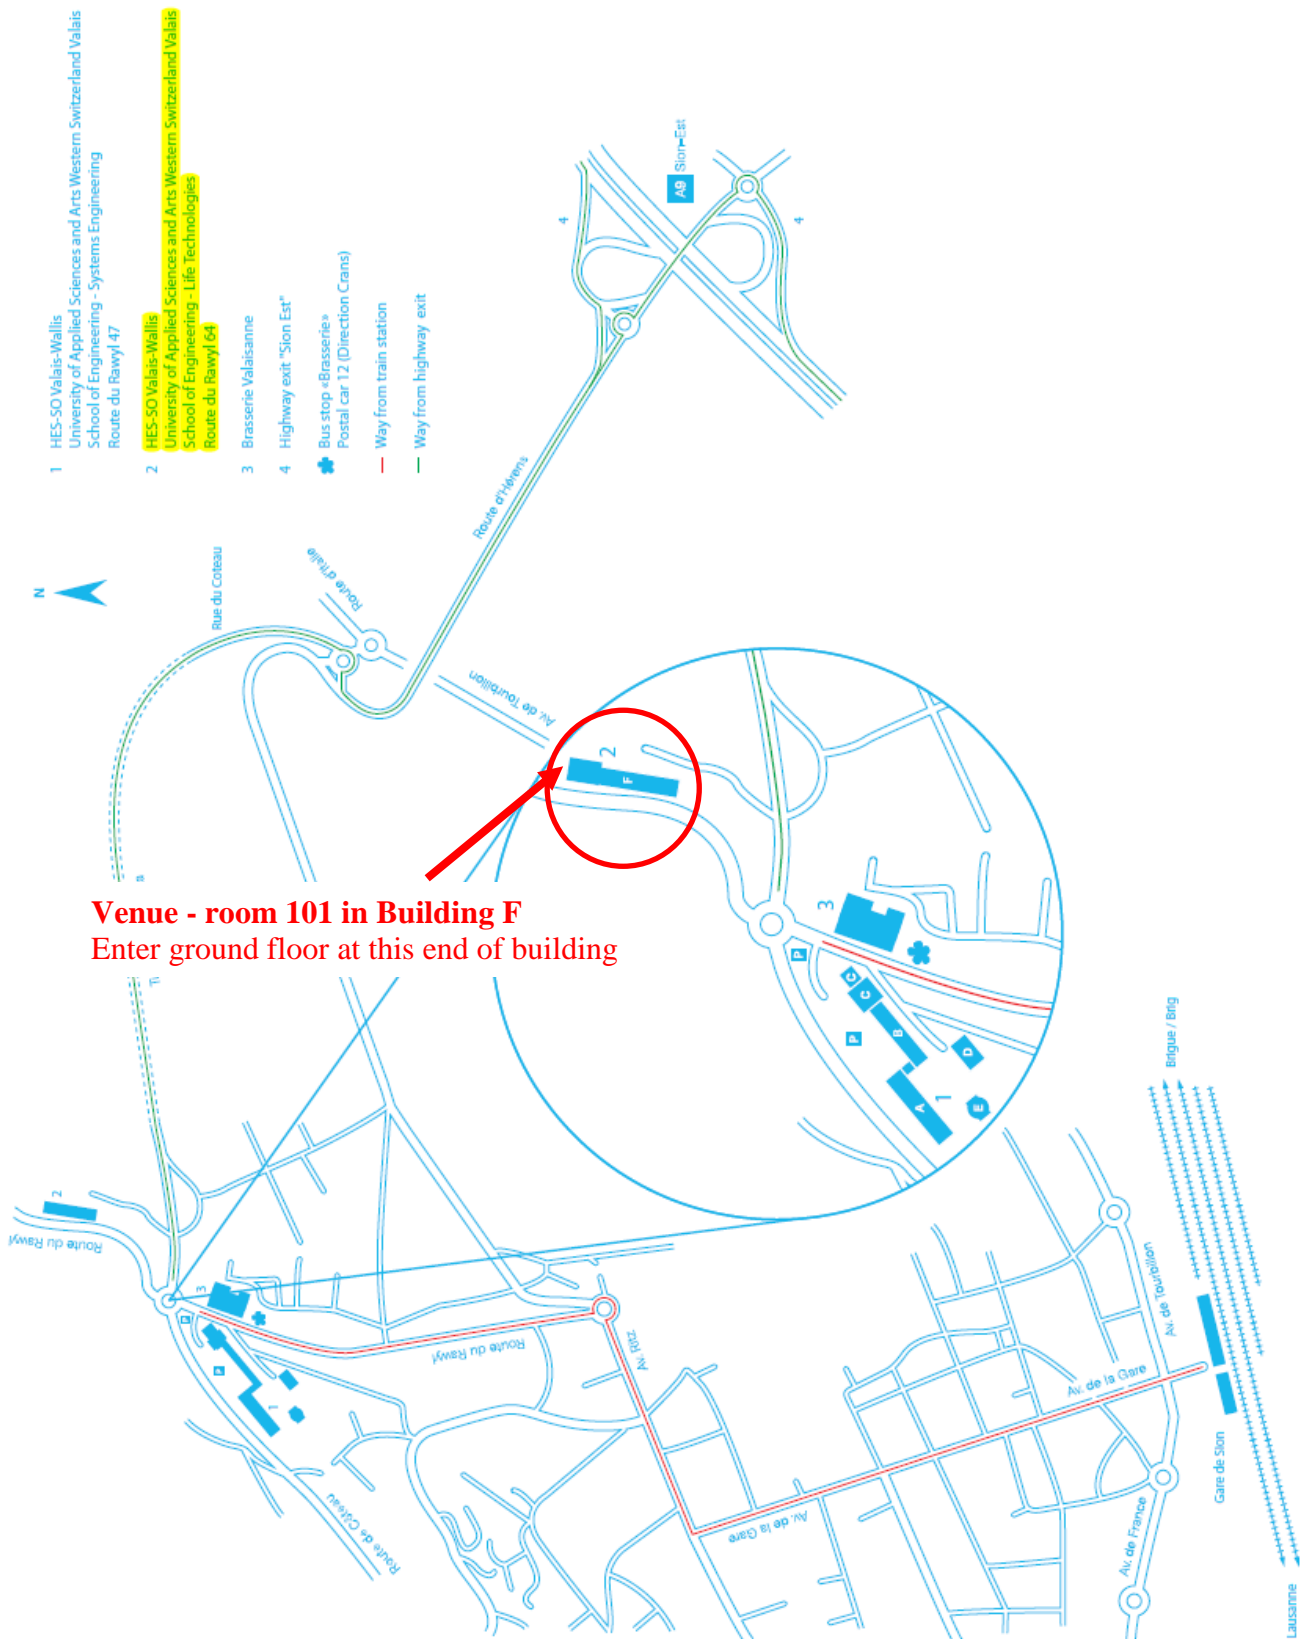 1 HES-SO Valais-Wallis
University of Applied Sciences and Arts Western Switzerland Valais
School of Engineering - Systems Engineering
Route du Rawyl 47
2 HES-SO Valais-Wallis
University of Applied Sciences and Arts Western Switzerland Valais
School of Engineering - Life Technologies
Route du Rawyl 64
3 Brasserie Valaisanne
4 Highway exit "Sion Est"
Bus stop «Brasserie»
Postal car 12 (Direction Crans)
Way from train station
Way from highway exit
N
Rue du Coteau
Route d'Italie
Route d'Hérens
4
A9 Sion-Est
4
Av. de Tourbillon
2
F
Venue - room 101 in Building F
Enter ground floor at this end of building
3
P
C
C
P
B
D
A
1
E
2
Route du Rawyl
3
P
P
1
Route du Rawyl
Route de Côteau
Av. Ritz
Av. de la Gare
Av. de la Gare
Av. de Tourbillon
Av. de France
Gare de Sion
Brigue / Brig
Lausanne